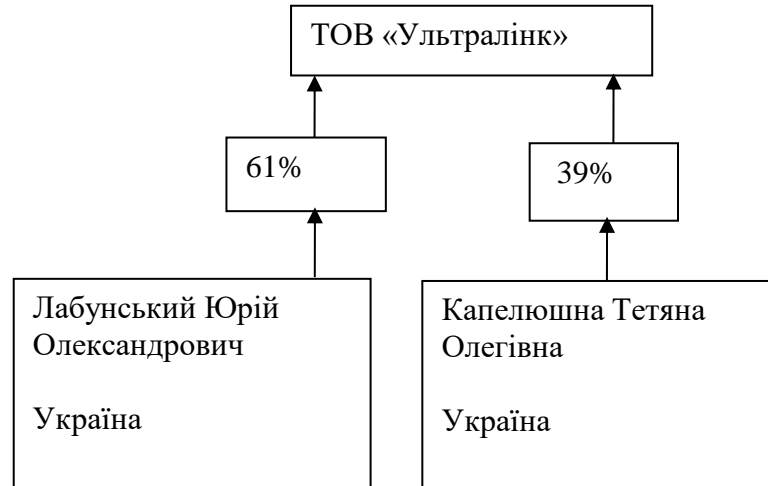 ТОВ «Ультралінк»
61%
39%
Лабунський Юрій
Олександрович
Україна
Капелюшна Тетяна
Олегівна
Україна